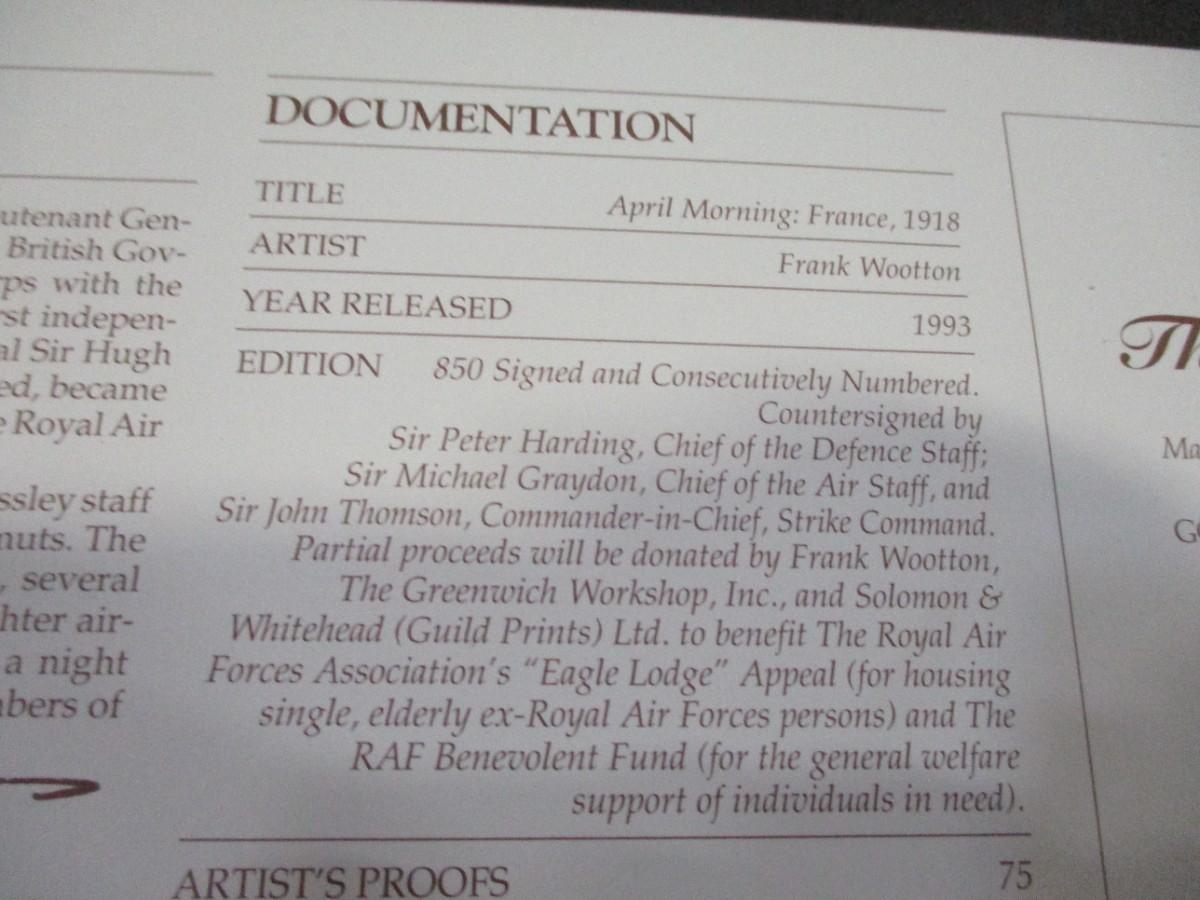 utenant Gen-
British Gov-
rps with the
rst indepen-
al Sir Hugh
ed, became
e Royal Air
ssley staff
nuts. The
, several
hter air-
a night
bers of
DOCUMENTATION
TITLE April Morning: France, 1918
ARTIST Frank Wootton
YEAR RELEASED 1993
EDITION 850 Signed and Consecutively Numbered.
Countersigned by
Sir Peter Harding, Chief of the Defence Staff;
Sir Michael Graydon, Chief of the Air Staff, and
Sir John Thomson, Commander-in-Chief, Strike Command.
Partial proceeds will be donated by Frank Wootton,
The Greenwich Workshop, Inc., and Solomon &
Whitehead (Guild Prints) Ltd. to benefit The Royal Air
Forces Association's "Eagle Lodge" Appeal (for housing
single, elderly ex-Royal Air Forces persons) and The
RAF Benevolent Fund (for the general welfare
support of individuals in need).
ARTIST'S PROOFS 75
Th
Ma
G